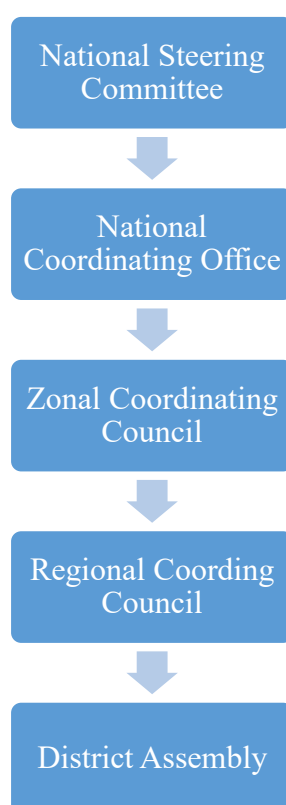 National Steering
Committee
National
Coordinating Office
Zonal Coordinating
Council
Regional Coording
Council
District Assembly